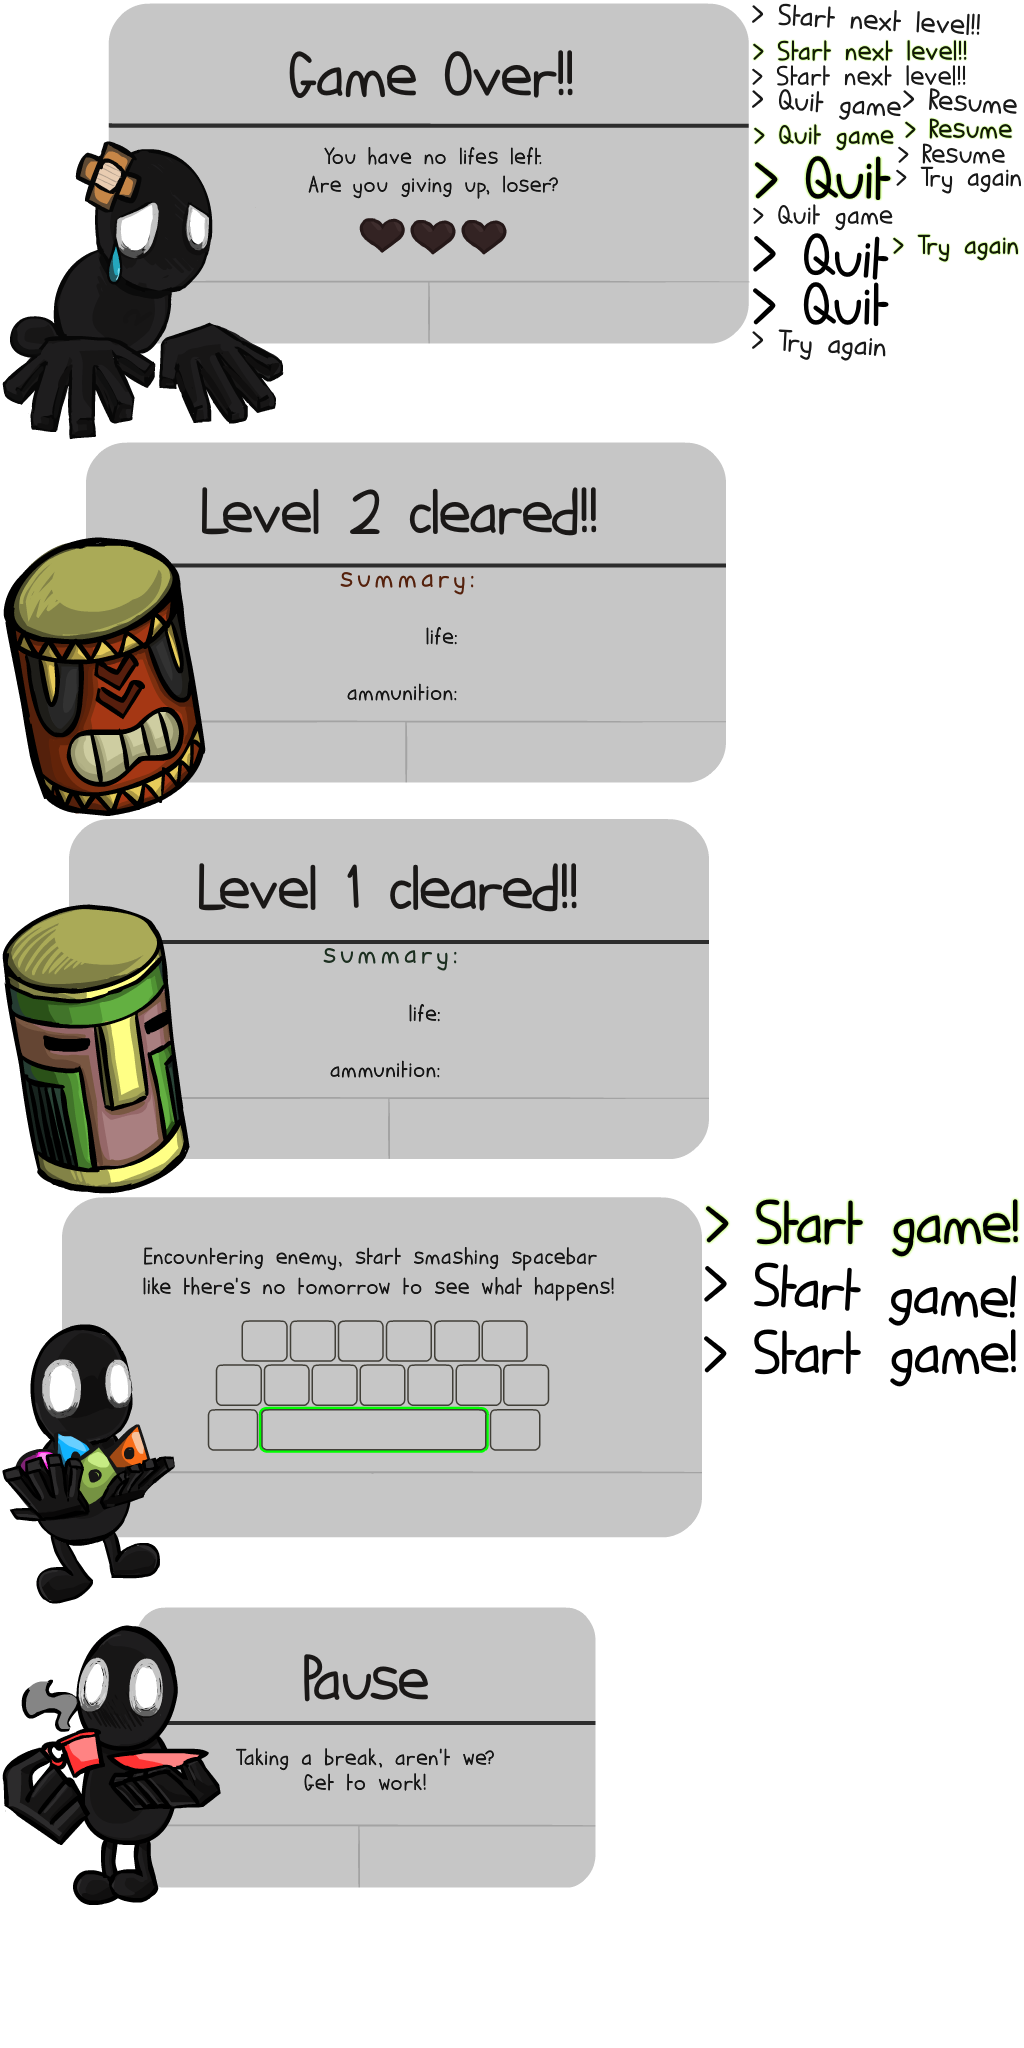 Game Over!!
You have no lifes left.
Are you giving up, loser?
> Start next level!!
> Start next level!!
> Start next level!!
> Quit game
> Resume
> Quit game
> Resume
> Resume
> Quit
> Try again
> Quit game
> Quit
> Try again
> Quit
> Try again
Level 2 cleared!!
Summary:
life:
ammunition:
Level 1 cleared!!
Summary:
life:
ammunition:
Encountering enemy, start smashing spacebar
like there's no tomorrow to see what happens!
> Start game!
> Start game!
> Start game!
Pause
Taking a break, aren't we?
Get to work!